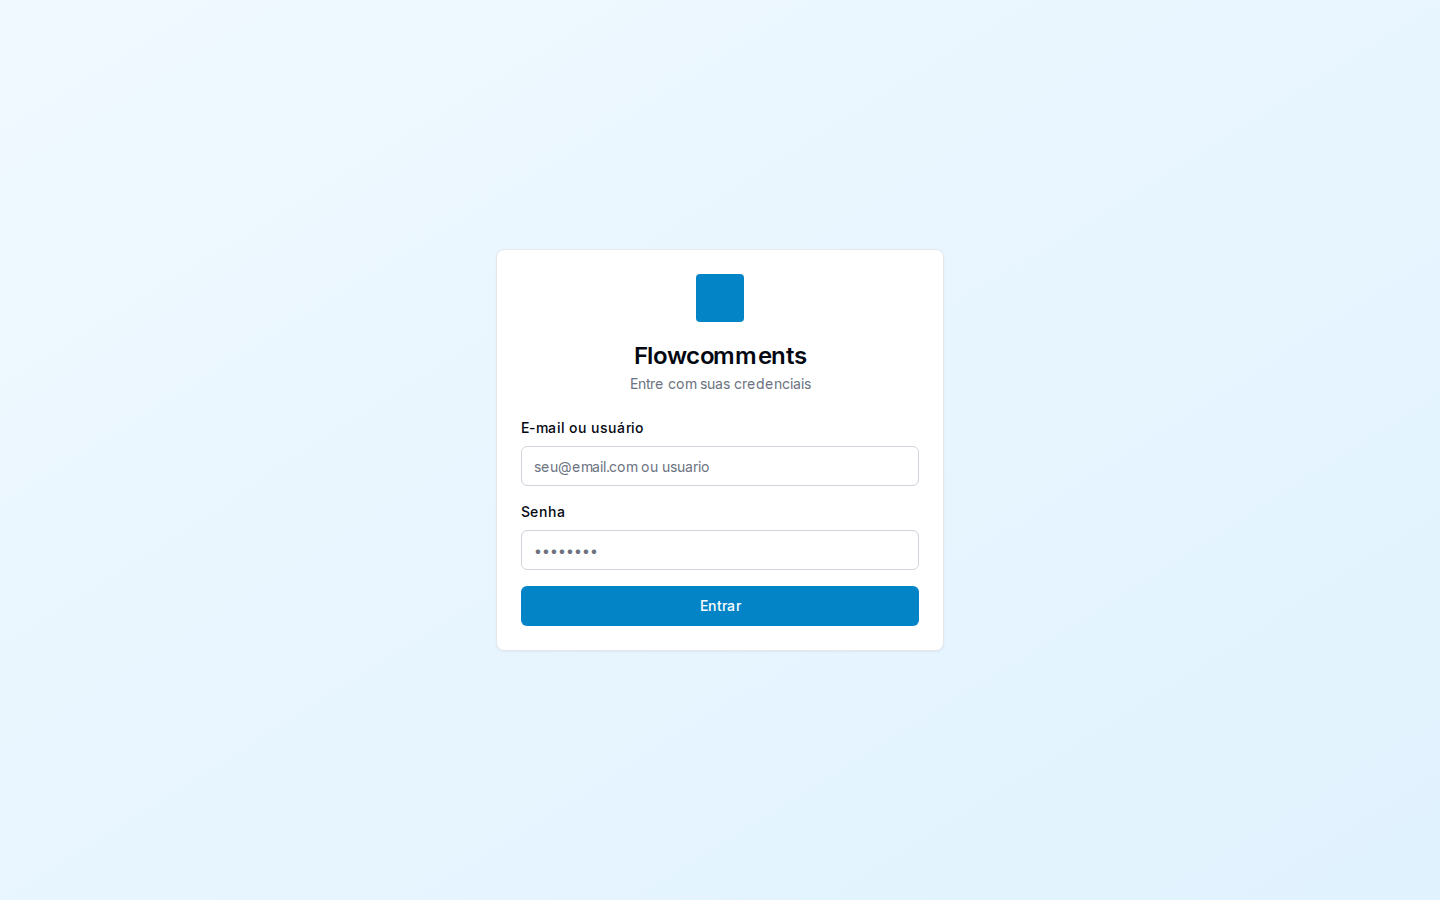 Flowcomments
Entre com suas credenciais
E-mail ou usuário
seu@email.com ou usuario
Senha
••••••••
Entrar